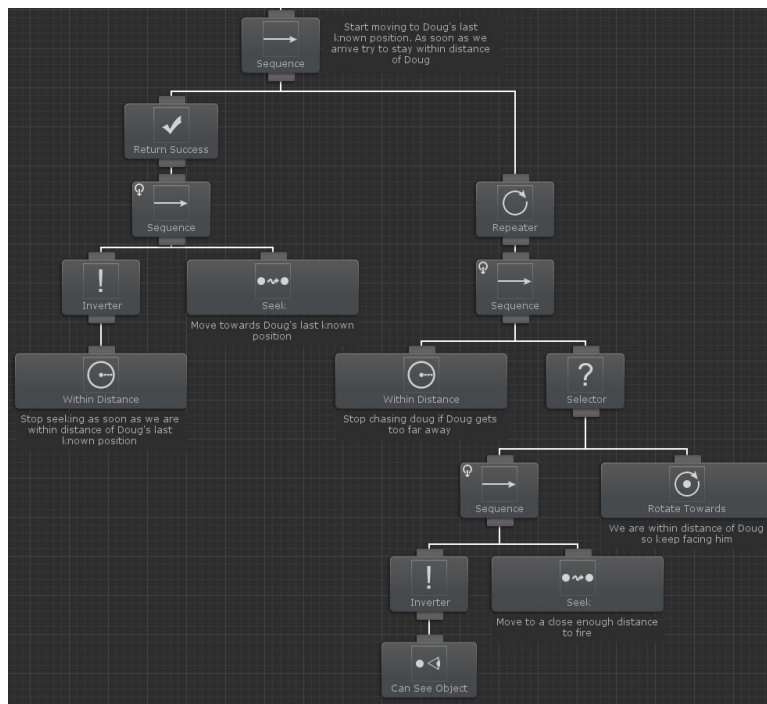 Start moving to Doug's last
known position. As soon as we
arrive try to stay within distance
of Doug
Sequence
Return Success
Sequence
Repeater
Inverter
Seek
Move towards Doug's last known
position
Sequence
Within Distance
Stop seeking as soon as we are
within distance of Doug's last
known position
Within Distance
Stop chasing doug if Doug gets
too far away
?
Selector
Sequence
Rotate Towards
We are within distance of Doug
so keep facing him
!
Inverter
Seek
Move to a close enough distance
to fire
Can See Object